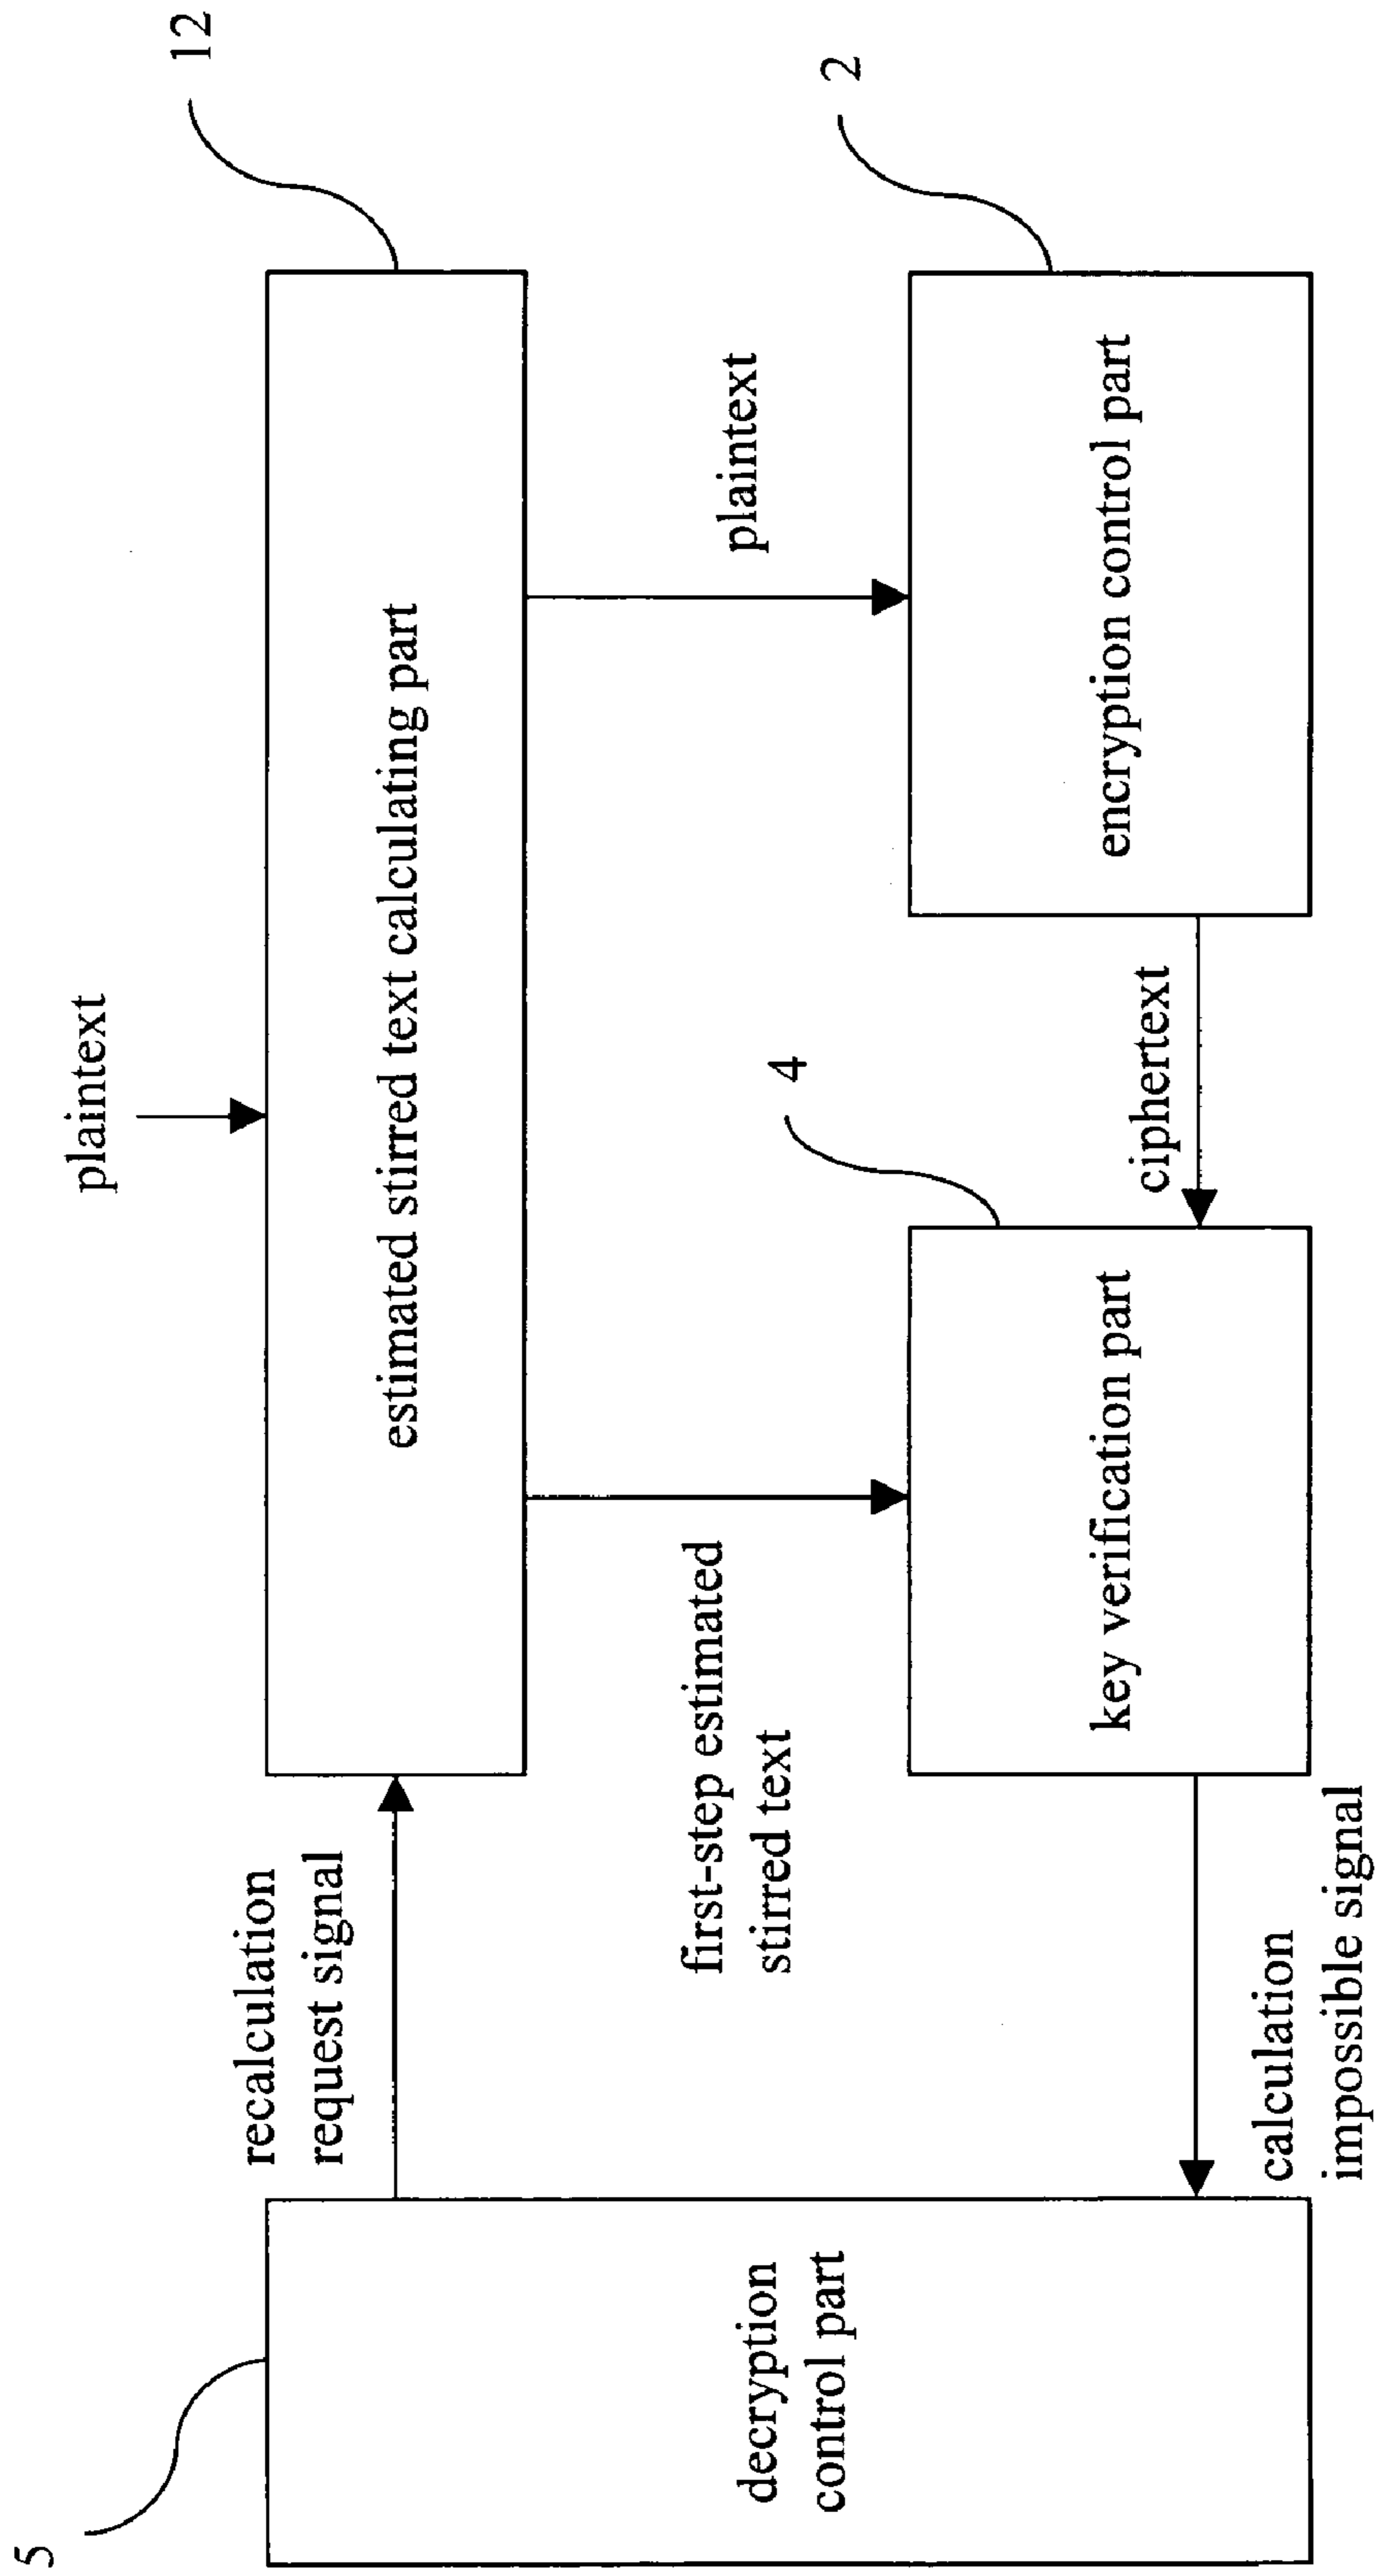 5
decryption
control part
recalculation
request signal
calculation
impossible signal
plaintext
12
estimated stirred text calculating part
first-step estimated
stirred text
plaintext
4
key verification part
ciphertext
2
encryption control part